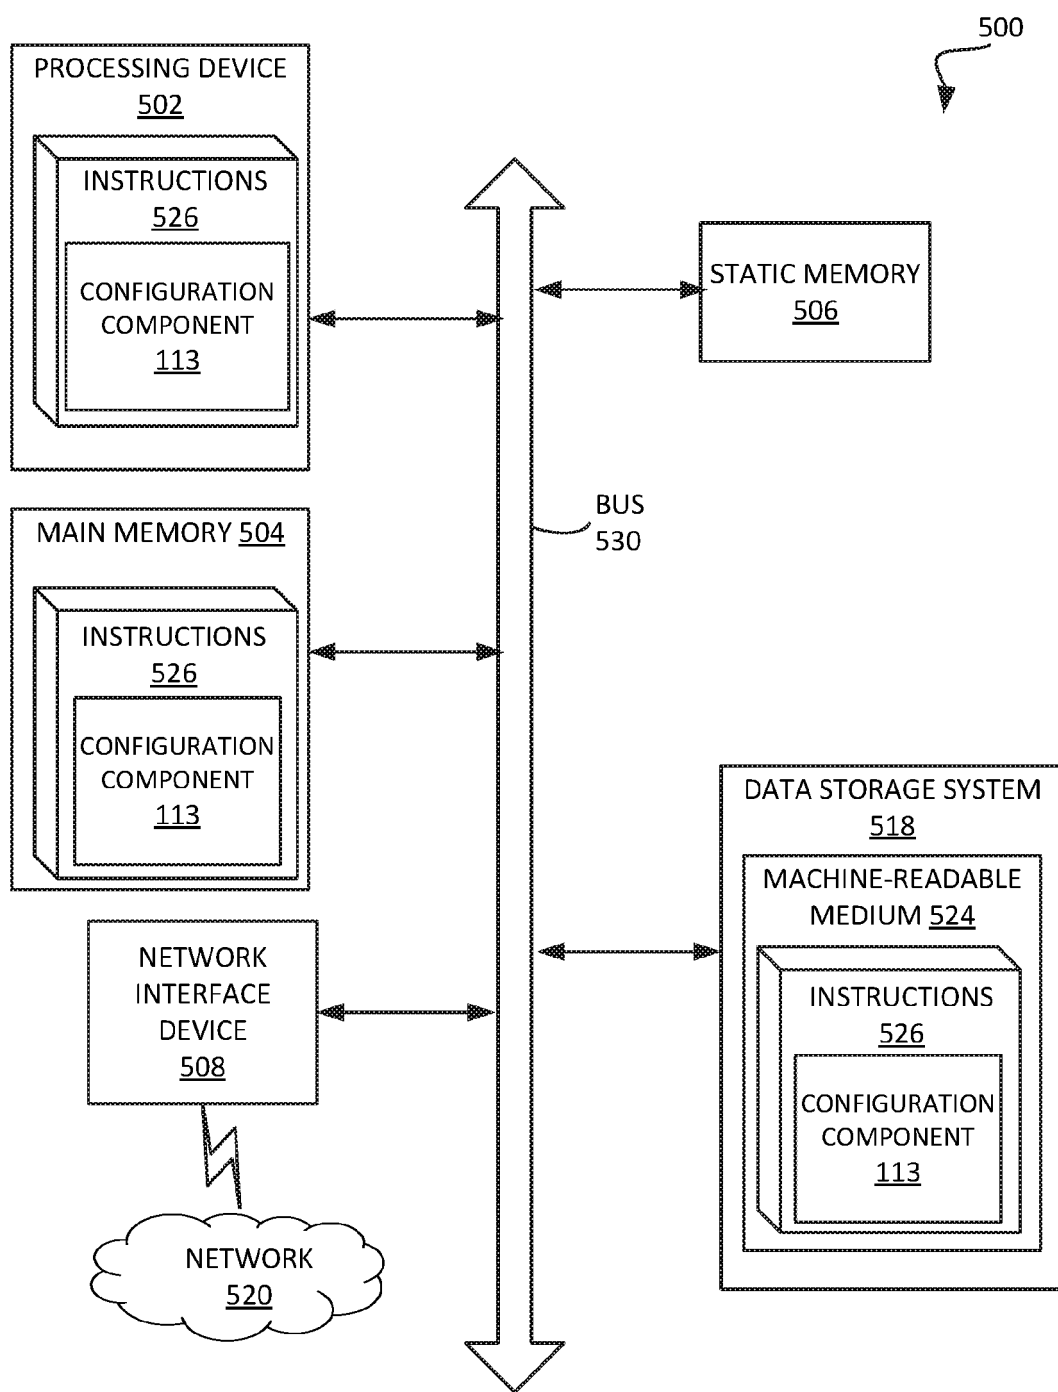 500
PROCESSING DEVICE
502
INSTRUCTIONS
526
CONFIGURATION
COMPONENT
113
STATIC MEMORY
506
BUS
530
MAIN MEMORY 504
INSTRUCTIONS
526
CONFIGURATION
COMPONENT
113
DATA STORAGE SYSTEM
518
MACHINE-READABLE
MEDIUM 524
INSTRUCTIONS
526
CONFIGURATION
COMPONENT
113
NETWORK
INTERFACE
DEVICE
508
NETWORK
520